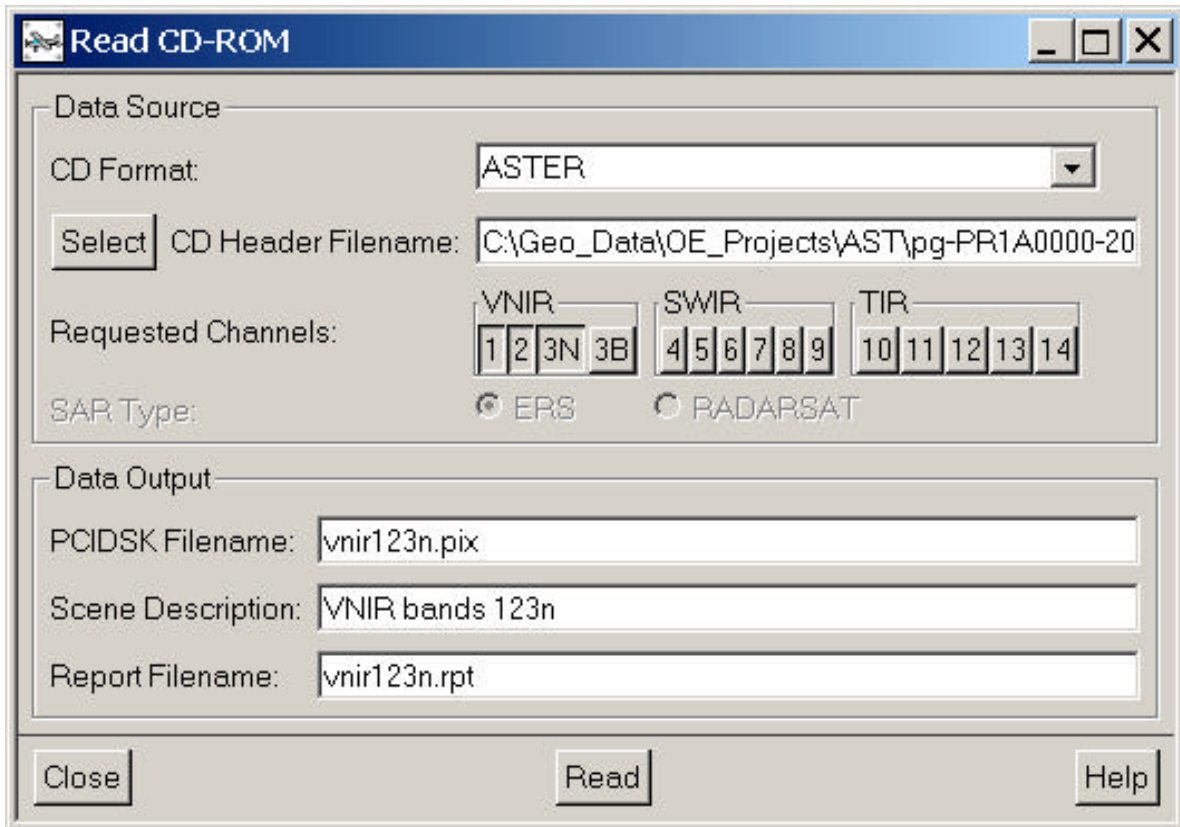 Read CD-ROM
Data Source
CD Format: ASTER
Select CD Header Filename: C:\Geo_Data\OE_Projects\AST\pg-PR1A0000-20
VNIR SWIR TIR
Requested Channels: 1 2 3N 3B 4 5 6 7 8 9 10 11 12 13 14
SAR Type: ERS RADARSAT
Data Output
PCIDSK Filename: vnir123n.pix
Scene Description: VNIR bands 123n
Report Filename: vnir123n.rpt
Close Read Help